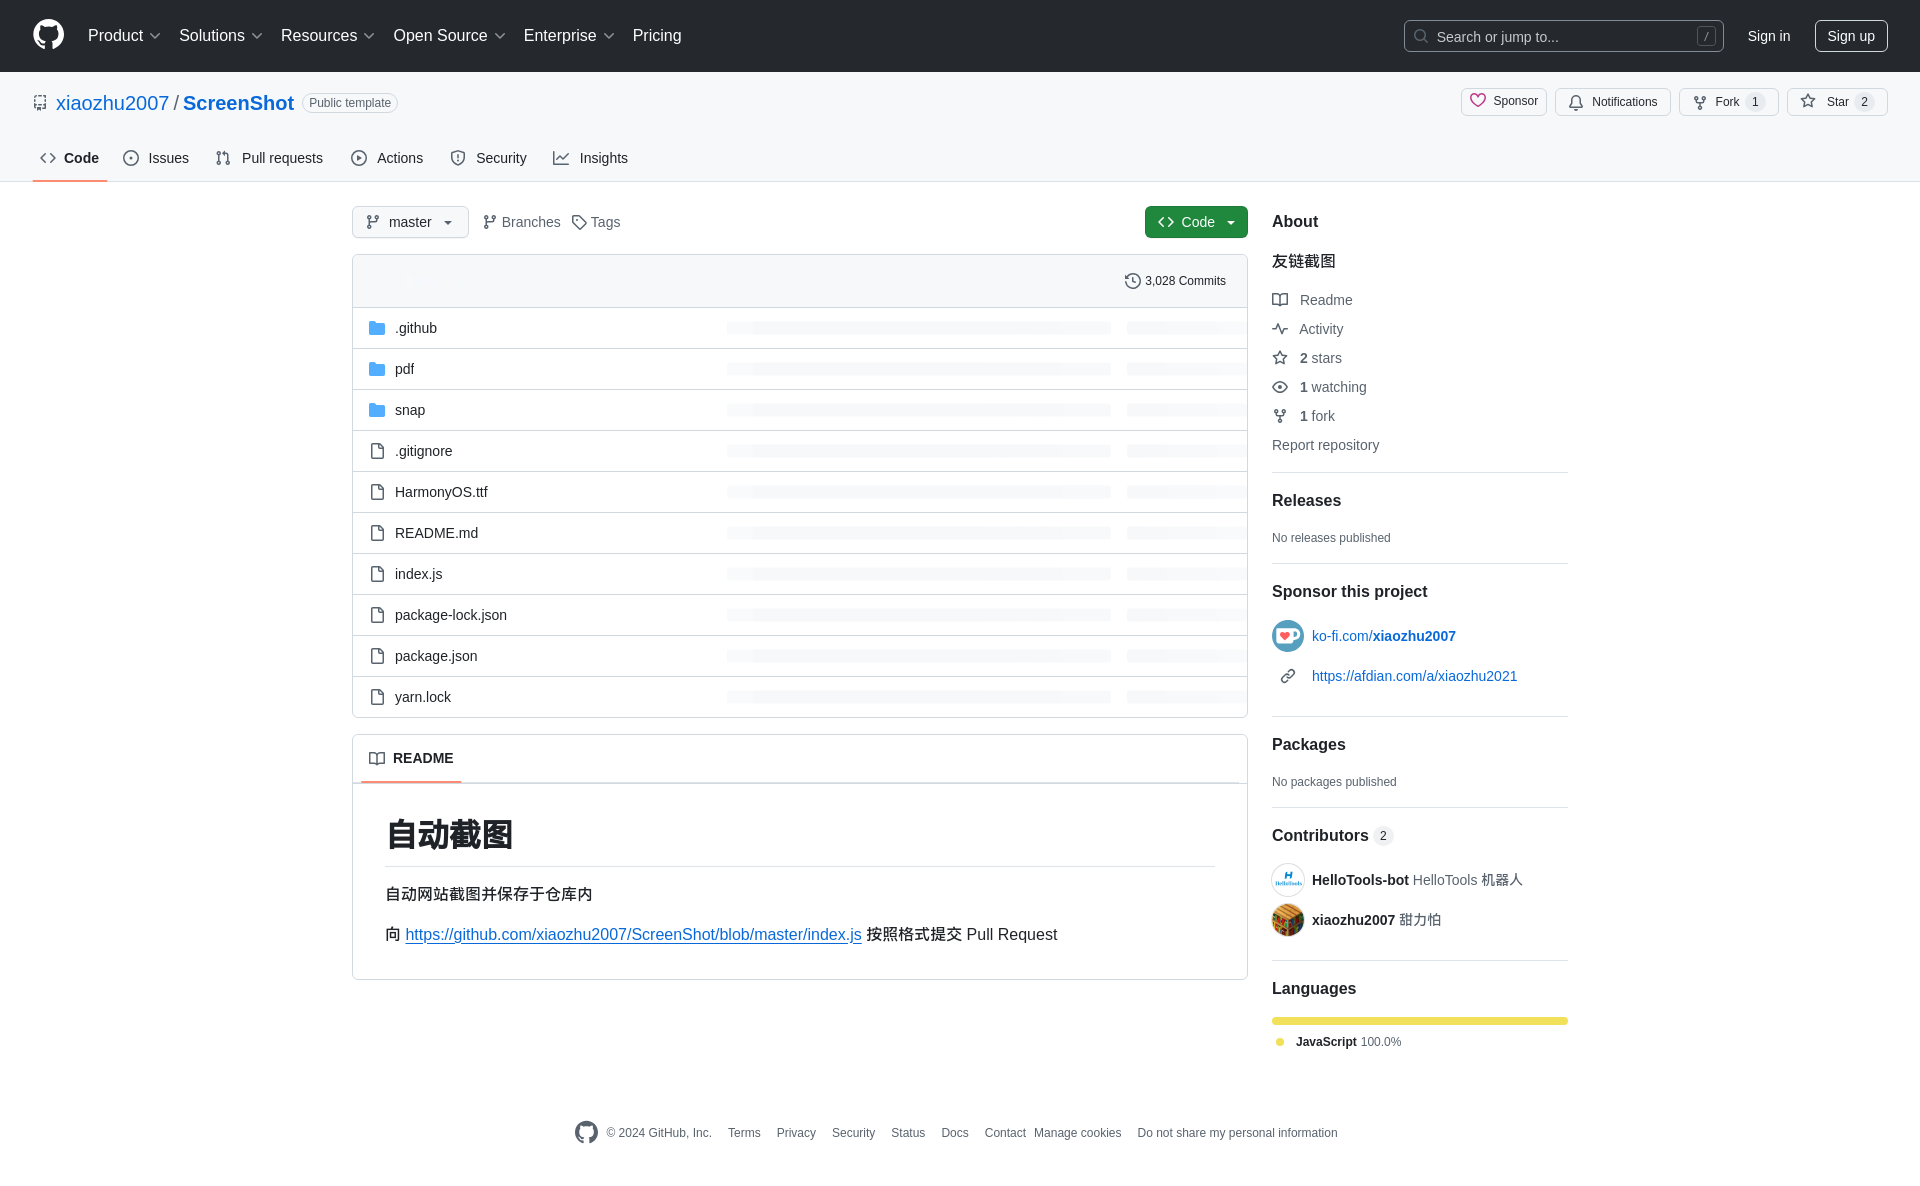 Product Solutions Resources Open Source Enterprise Pricing Search or jump to... / Sign in Sign up
xiaozhu2007 / ScreenShot Public template Sponsor Notifications Fork 1 Star 2
Code Issues Pull requests Actions Security Insights
master Branches Tags Code
3,028 Commits
.github
pdf
snap
.gitignore
HarmonyOS.ttf
README.md
index.js
package-lock.json
package.json
yarn.lock
README
自动截图
自动网站截图并保存于仓库内
向 https://github.com/xiaozhu2007/ScreenShot/blob/master/index.js 按照格式提交 Pull Request
About
友链截图
Readme
Activity
2 stars
1 watching
1 fork
Report repository
Releases
No releases published
Sponsor this project
ko-fi.com/xiaozhu2007
https://afdian.com/a/xiaozhu2021
Packages
No packages published
Contributors 2
HelloTools
HelloTools-bot HelloTools 机器人
xiaozhu2007 甜力怕
Languages
JavaScript 100.0%
© 2024 GitHub, Inc. Terms Privacy Security Status Docs Contact Manage cookies Do not share my personal information